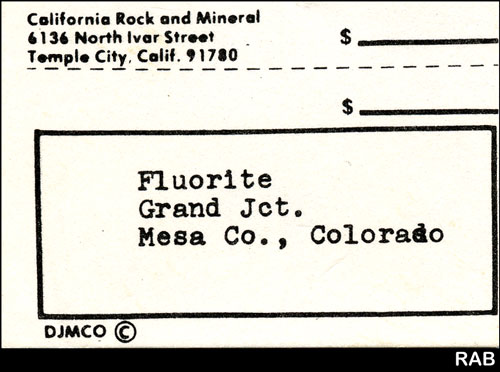 California Rock and Mineral
6136 North Ivar Street
Temple City, Calif. 91780
$
$
Fluorite
Grand Jct.
Mesa Co., Colorado
DJMCO ©
RAB